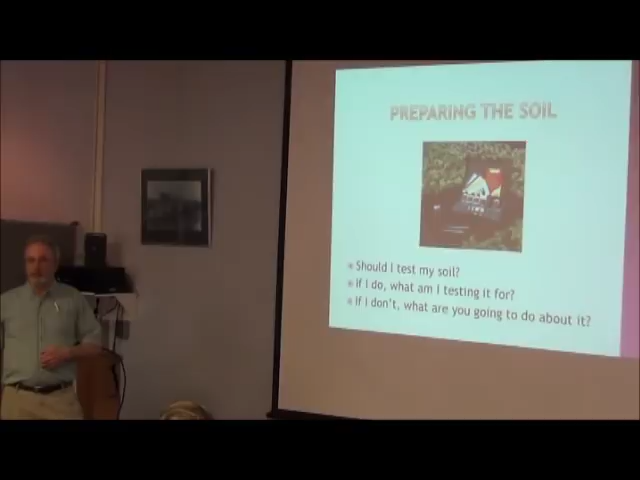 PREPARING THE SOIL
Should I test my soil?
If I do, what am I testing it for?
If I don't, what are you going to do about it?